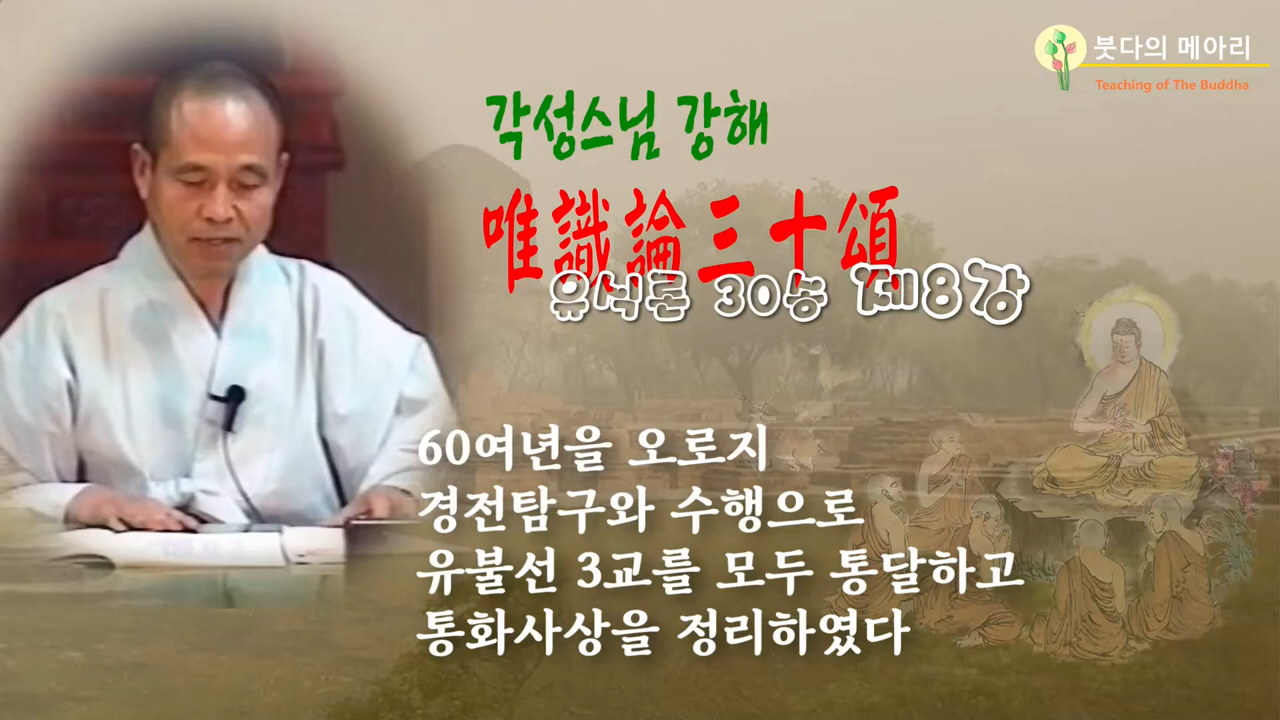 붓다의 메아리
Teaching of The Buddha
각성스님 강해
唯識論三十頌
유식론 30송 제8강
60여년을 오로지
경전탐구와 수행으로
유불선 3교를 모두 통달하고
통화사상을 정리하였다